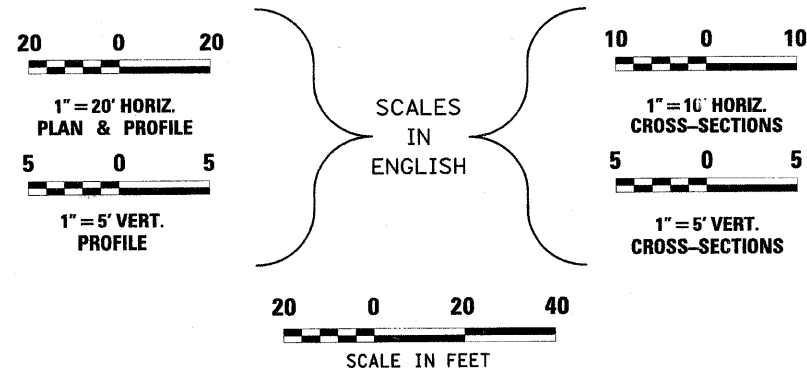 20 0 20
1" = 20' HORIZ.
PLAN & PROFILE
5 0 5
1" = 5' VERT.
PROFILE
SCALES
IN
ENGLISH
10 0 10
1" = 10' HORIZ.
CROSS-SECTIONS
5 0 5
1" = 5' VERT.
CROSS-SECTIONS
20 0 20 40
SCALE IN FEET